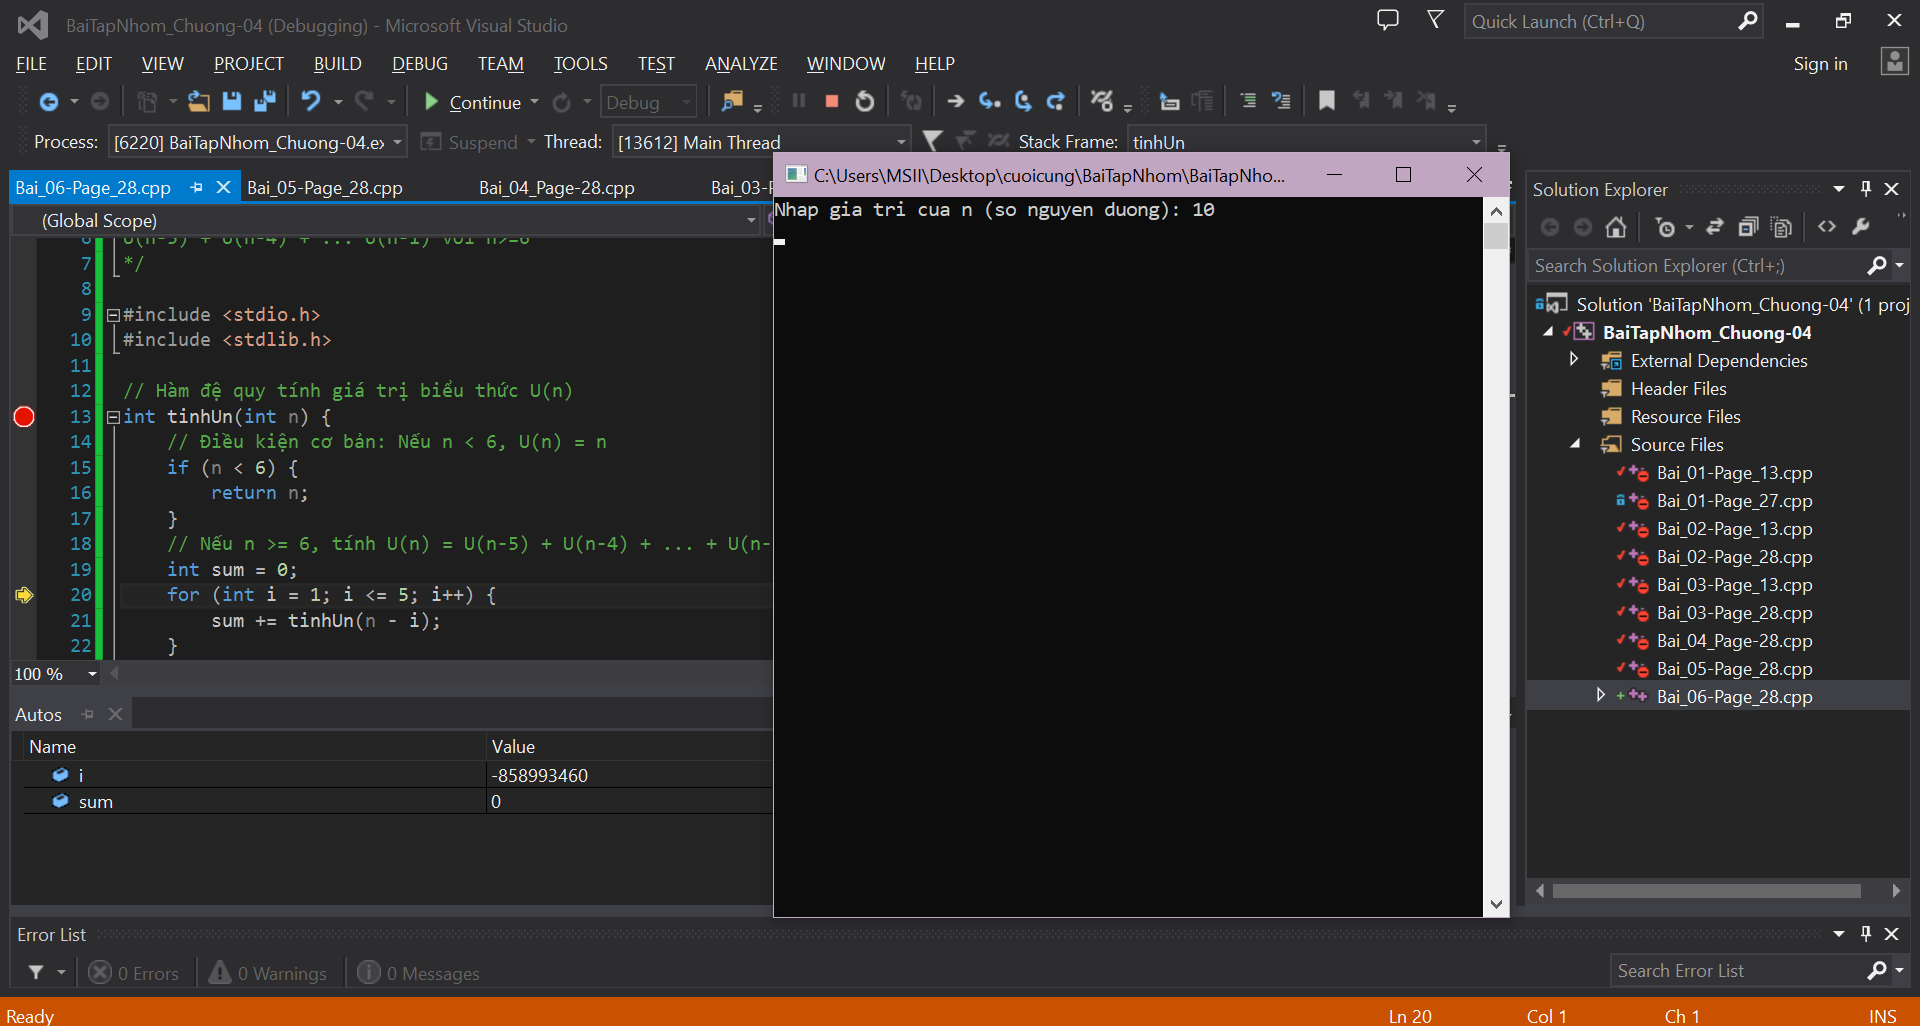 BaiTapNhom_Chuong-04 (Debugging) - Microsoft Visual Studio
Quick Launch (Ctrl+Q)
FILE EDIT VIEW PROJECT BUILD DEBUG TEAM TOOLS TEST ANALYZE WINDOW HELP
Sign in
Continue
Debug
Process: [6220] BaiTapNhom_Chuong-04.ex Suspend Thread: [13612] Main Thread Stack Frame: tinhUn
Bai_06-Page_28.cpp Bai_05-Page_28.cpp Bai_04_Page-28.cpp Bai_03-P
(Global Scope)
7 */
8
9 #include <stdio.h>
10 #include <stdlib.h>
11
12 // Hàm đệ quy tính giá trị biểu thức U(n)
13 int tinhUn(int n) {
14 // Điều kiện cơ bản: Nếu n < 6, U(n) = n
15 if (n < 6) {
16 return n;
17 }
18 // Nếu n >= 6, tính U(n) = U(n-5) + U(n-4) + ... + U(n-
19 int sum = 0;
20 for (int i = 1; i <= 5; i++) {
21 sum += tinhUn(n - i);
22 }
100 %
Autos
Name Value
i -858993460
sum 0
C:\Users\MSII\Desktop\cuoicung\BaiTapNhom\BaiTapNho...
Nhap gia tri cua n (so nguyen duong): 10
Solution Explorer
Search Solution Explorer (Ctrl+;)
Solution 'BaiTapNhom_Chuong-04' (1 proj
BaiTapNhom_Chuong-04
External Dependencies
Header Files
Resource Files
Source Files
Bai_01-Page_13.cpp
Bai_01-Page_27.cpp
Bai_02-Page_13.cpp
Bai_02-Page_28.cpp
Bai_03-Page_13.cpp
Bai_03-Page_28.cpp
Bai_04_Page-28.cpp
Bai_05-Page_28.cpp
Bai_06-Page_28.cpp
Error List
0 Errors 0 Warnings 0 Messages
Search Error List
Ready
Ln 20 Col 1 Ch 1 INS